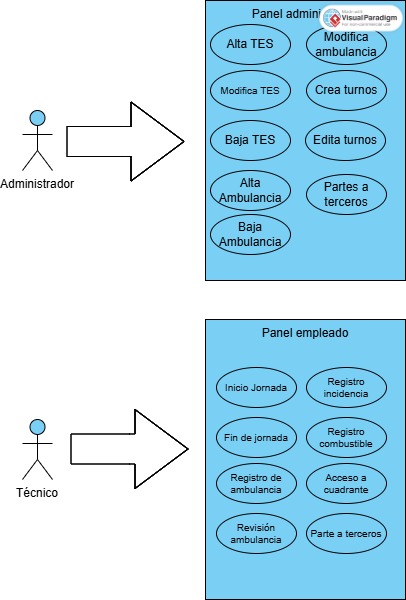 Panel admini
Made with
VisualParadigm
For non-commercial use
Alta TES
Modifica
ambulancia
Modifica TES
Crea turnos
Baja TES
Edita turnos
Administrador
Alta
Ambulancia
Partes a
terceros
Baja
Ambulancia
Panel empleado
Inicio Jornada
Registro
incidencia
Fin de jornada
Registro
combustible
Técnico
Registro de
ambulancia
Acceso a
cuadrante
Revisión
ambulancia
Parte a terceros